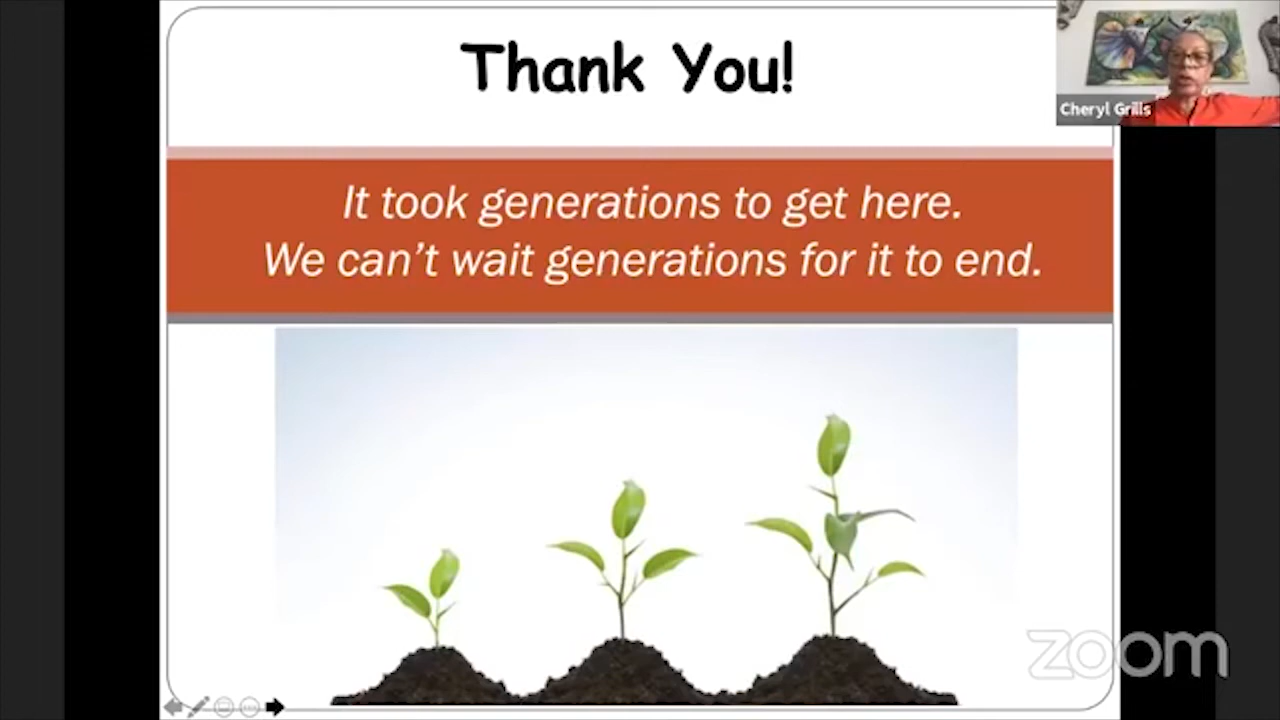 Thank You!
Cheryl Grills
It took generations to get here.
We can't wait generations for it to end.
zoom